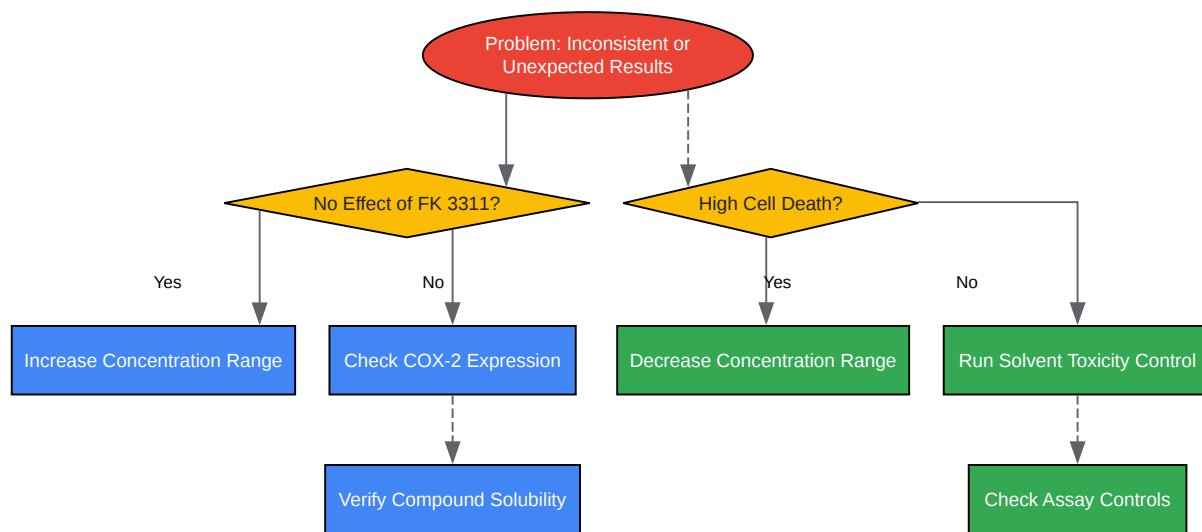 Problem: Inconsistent or
Unexpected Results
No Effect of FK 3311?
High Cell Death?
Yes
No
Yes
No
Increase Concentration Range
Check COX-2 Expression
Decrease Concentration Range
Run Solvent Toxicity Control
Verify Compound Solubility
Check Assay Controls